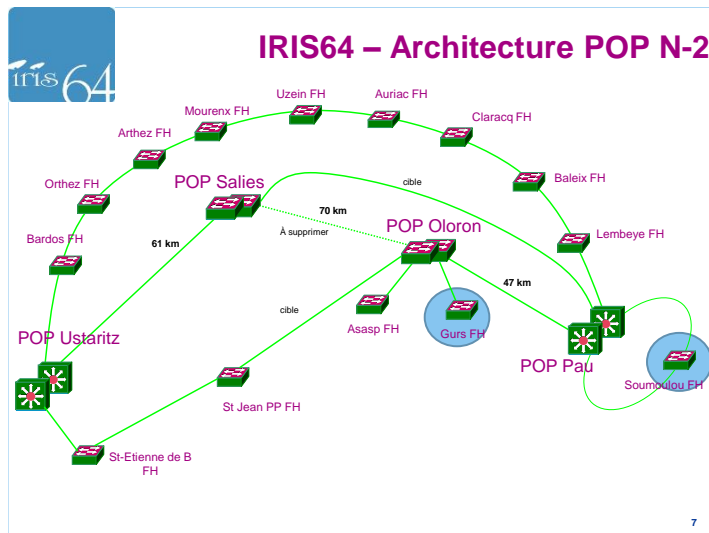 IRIS64 – Architecture POP N-2
iris 64
Uzein FH
Auriac FH
Mourenx FH
Claracq FH
Arthez FH
Orthez FH
POP Salies
cible
Baleix FH
70 km
POP Oloron
À supprimer
Bardos FH
61 km
Lembeye FH
47 km
cible
Asasp FH
Gurs FH
POP Ustaritz
POP Pau
Soumoulou FH
St Jean PP FH
St-Etienne de B
FH
7